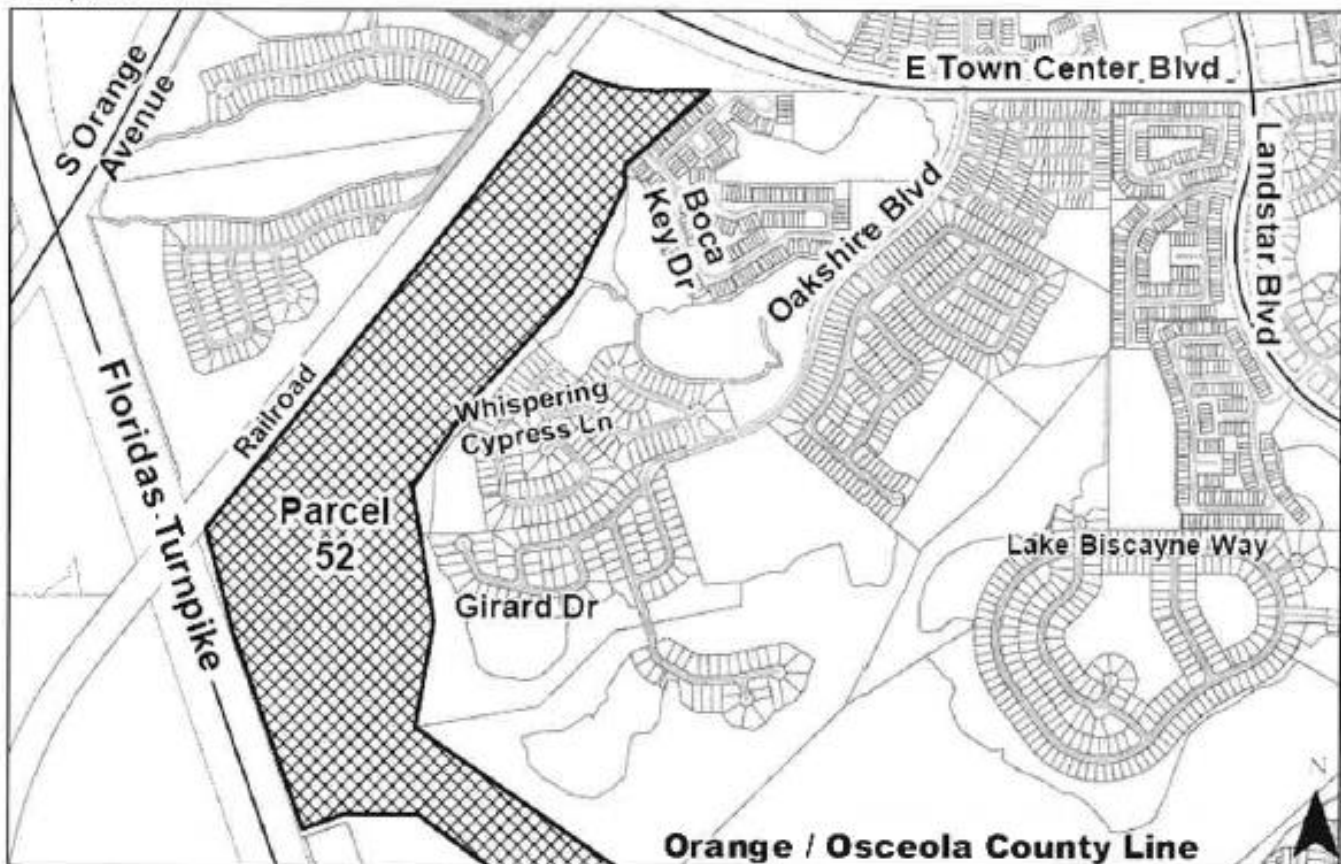 S Orange
Avenue
E Town Center Blvd
Landstar Blvd
Boca
Key Dr
Oakshire Blvd
Railroad
Floridas Turnpike
Whispering
Cypress Ln
Parcel
52
Girard Dr
Lake Biscayne Way
Orange / Osceola County Line
N